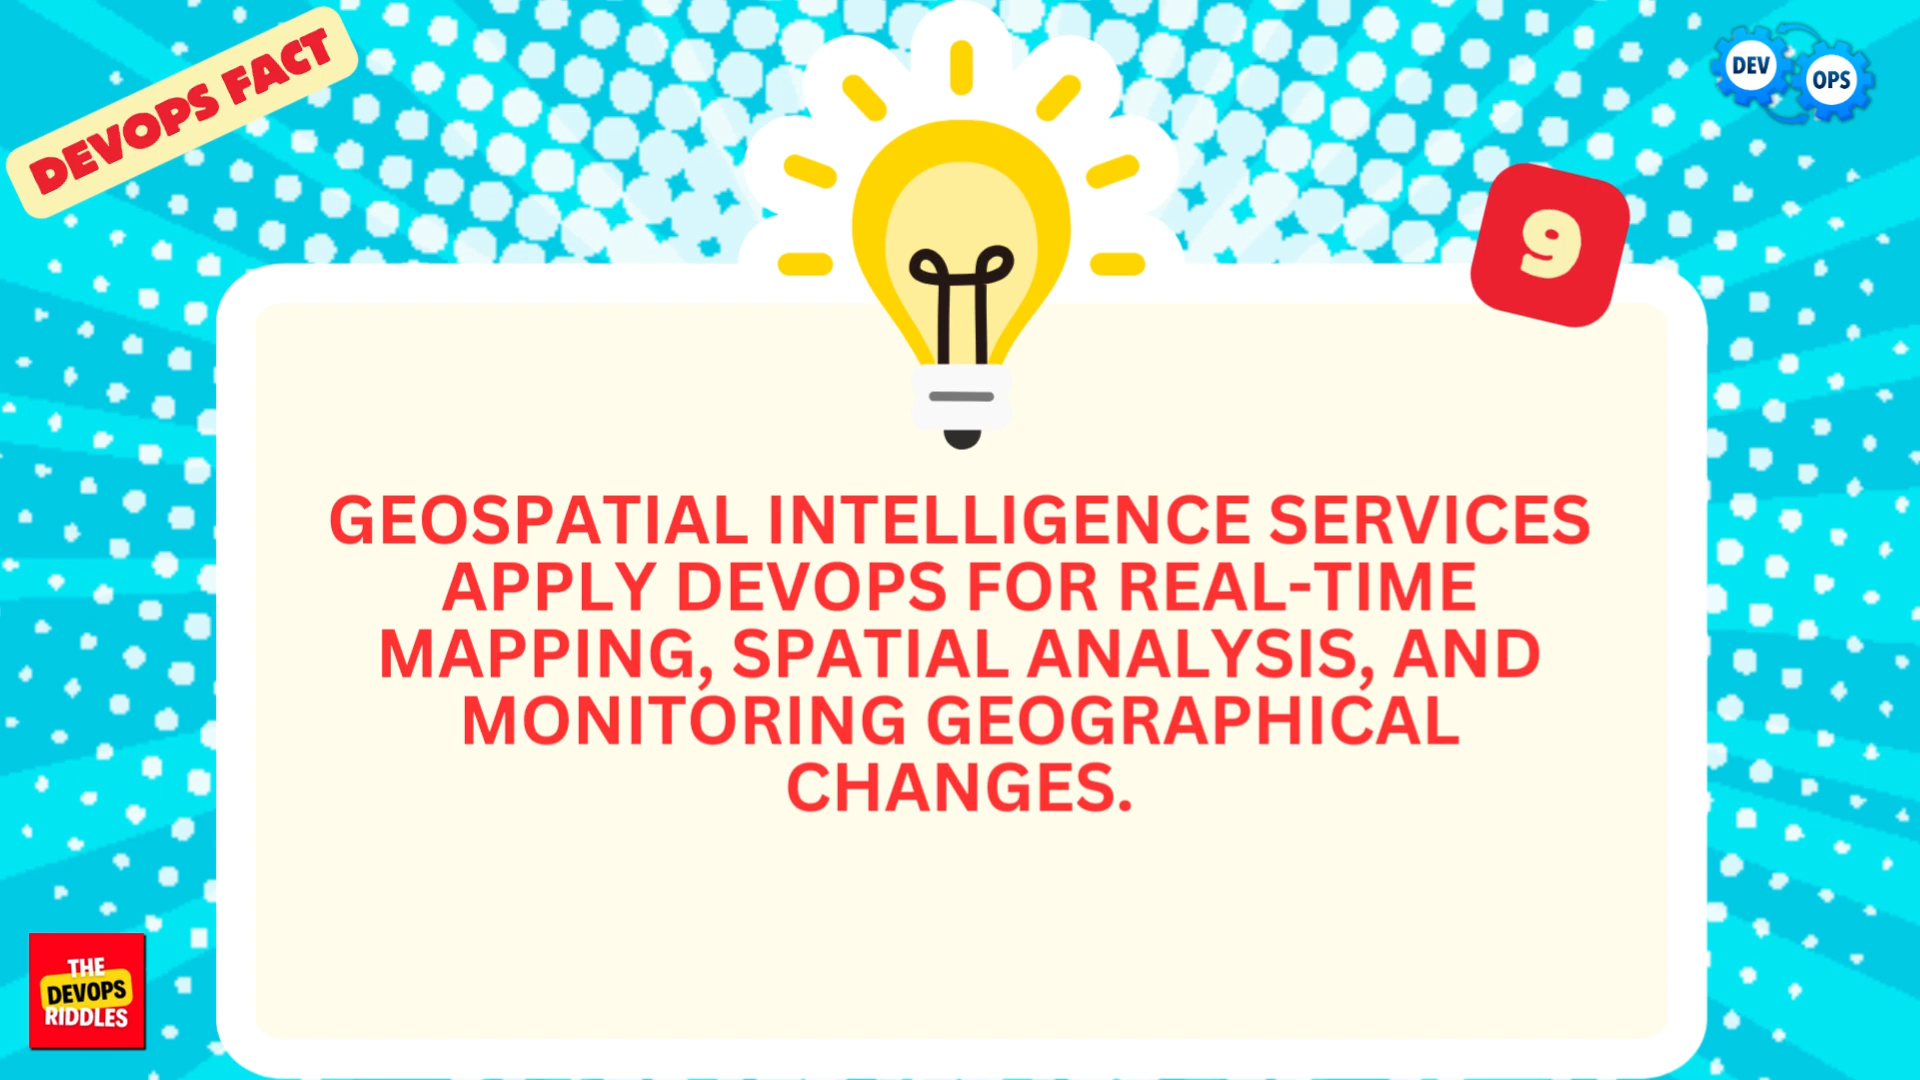 DEVOPS FACT
DEV
OPS
9
GEOSPATIAL INTELLIGENCE SERVICES
APPLY DEVOPS FOR REAL-TIME
MAPPING, SPATIAL ANALYSIS, AND
MONITORING GEOGRAPHICAL
CHANGES.
THE
DEVOPS
RIDDLES